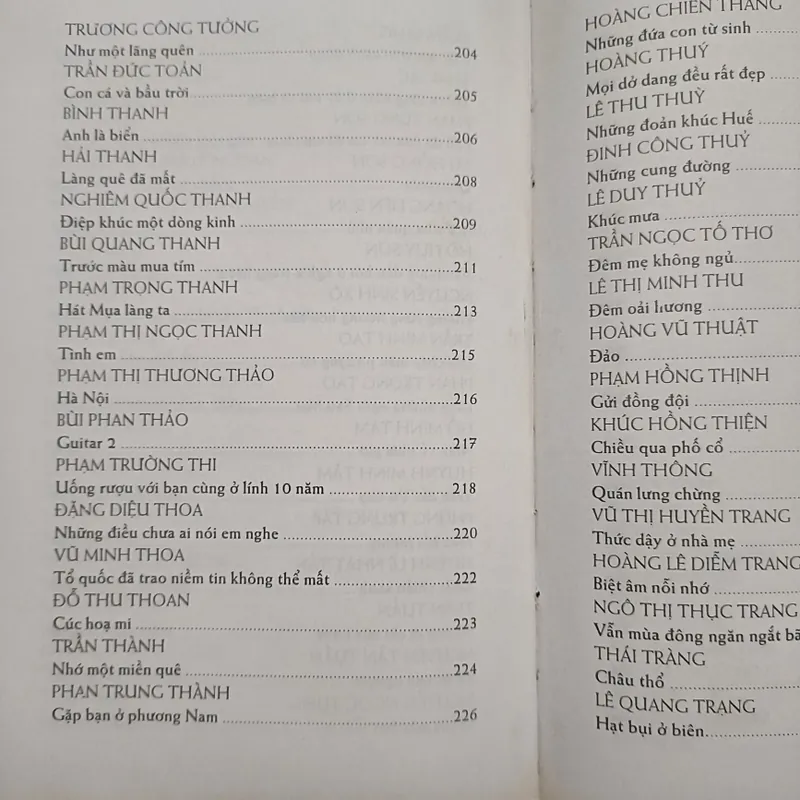 TRƯƠNG CÔNG TƯỞNG
Như một lãng quên ........ 204
TRẦN ĐỨC TOẢN
Con cá và bầu trời ........ 205
BÌNH THANH
Anh là biển ........ 206
HẢI THANH
Làng quê đã mất ........ 208
NGHIÊM QUỐC THANH
Điệp khúc một dòng kinh ........ 209
BÙI QUANG THANH
Trước màu mua tím ........ 211
PHẠM TRỌNG THANH
Hát Mụa làng ta ........ 213
PHẠM THỊ NGỌC THANH
Tình em ........ 215
PHẠM THỊ THƯƠNG THẢO
Hà Nội ........ 216
BÙI PHAN THẢO
Guitar 2 ........ 217
PHẠM TRƯỜNG THI
Uống rượu với bạn cùng ở lính 10 năm ........ 218
ĐẶNG DIỆU THOA
Những điều chưa ai nói em nghe ........ 220
VŨ MINH THOA
Tổ quốc đã trao niềm tin không thể mất ........ 222
ĐỖ THU THOAN
Cúc hoạ mi ........ 223
TRẦN THÀNH
Nhớ một miền quê ........ 224
PHAN TRUNG THÀNH
Gặp bạn ở phương Nam ........ 226
HOÀNG CHIẾN THẮNG
Những đứa con từ sinh ........
HOÀNG THUÝ
Mọi dở dang đều rất đẹp ........
LÊ THU THUỲ
Những đoản khúc Huế ........
ĐINH CÔNG THUỶ
Những cung đường ........
LÊ DUY THUỶ
Khúc mưa ........
TRẦN NGỌC TỐ THƠ
Đêm mẹ không ngủ........
LÊ THỊ MINH THU
Đêm oải hương ........
HOÀNG VŨ THUẬT
Đảo ........
PHẠM HỒNG THỊNH
Gửi đồng đội ........
KHÚC HỒNG THIỆN
Chiều qua phố cổ ........
VĨNH THÔNG
Quán lưng chừng ........
VŨ THỊ HUYỀN TRANG
Thức dậy ở nhà mẹ ........
HOÀNG LÊ DIỄM TRANG
Biệt âm nỗi nhớ ........
NGÔ THỊ THỤC TRANG
Vẫn mùa đông ngăn ngắt
THÁI TRÀNG
Châu thổ ........
LÊ QUANG TRẠNG
Hạt bụi ở biên........